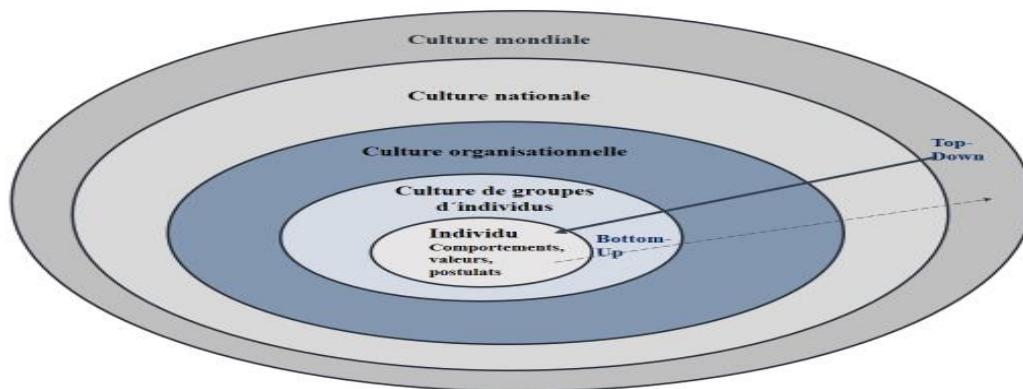 Culture mondiale
Culture nationale
Culture organisationnelle
Top-
Down
Culture de groupes
d´individus
Individu
Comportements,
valeurs,
postulats
Bottom-
Up